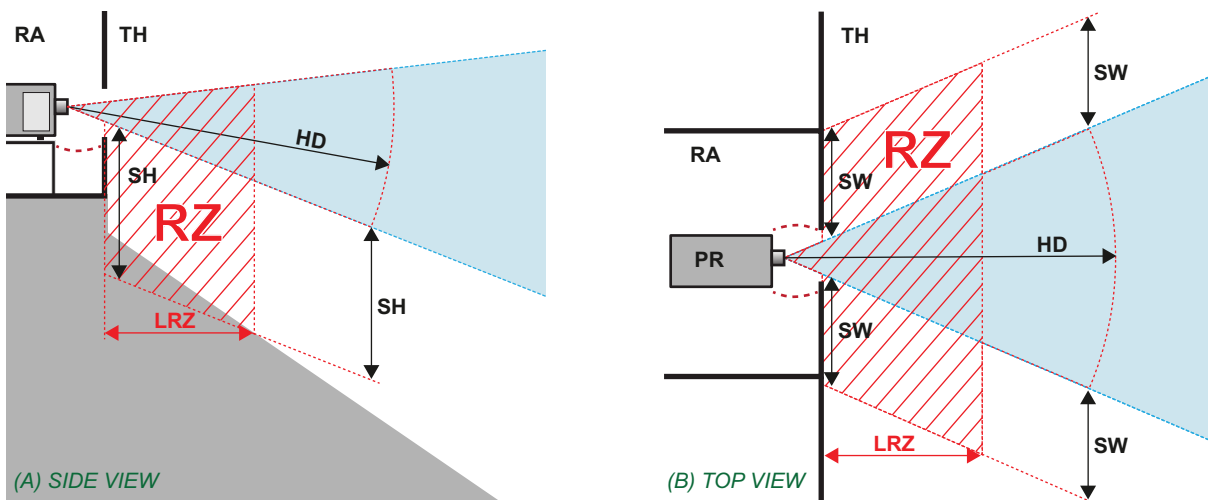 RA
TH
HD
SH
RZ
SH
LRZ
(A) SIDE VIEW
TH
SW
RZ
RA
SW
PR
HD
SW
SW
LRZ
(B) TOP VIEW